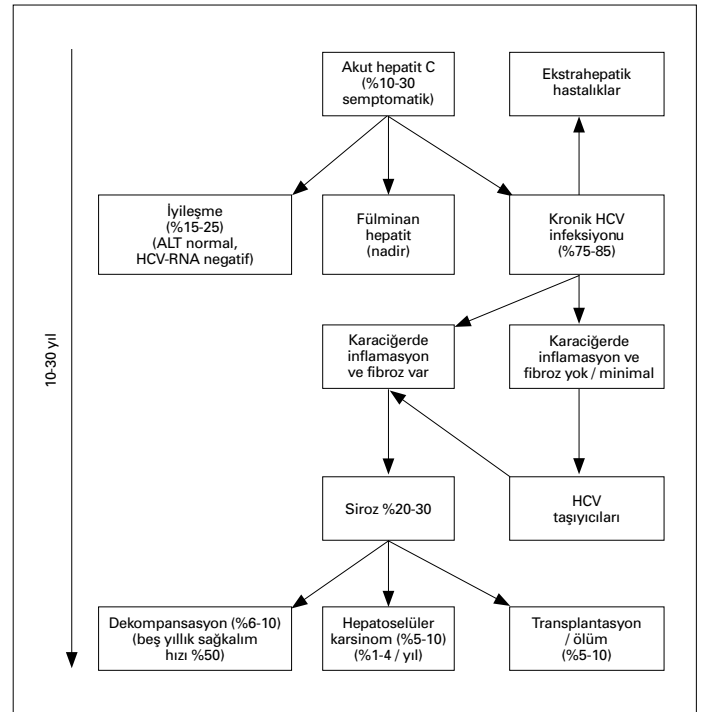 Akut hepatit C
(%10-30
semptomatik)
Ekstrahepatik
hastalıklar
İyileşme
(%15-25)
(ALT normal,
HCV-RNA negatif)
Fülminan
hepatit
(nadir)
Kronik HCV
infeksiyonu
(%75-85)
10-30 yıl
Karaciğerde
inflamasyon
ve fibroz var
Karaciğerde
inflamasyon ve
fibroz yok / minimal
Siroz %20-30
HCV
taşıyıcıları
Dekompansasyon (%6-10)
(beş yıllık sağkalım
hızı %50)
Hepatoselüler
karsinom (%5-10)
(%1-4 / yıl)
Transplantasyon
/ ölüm
(%5-10)